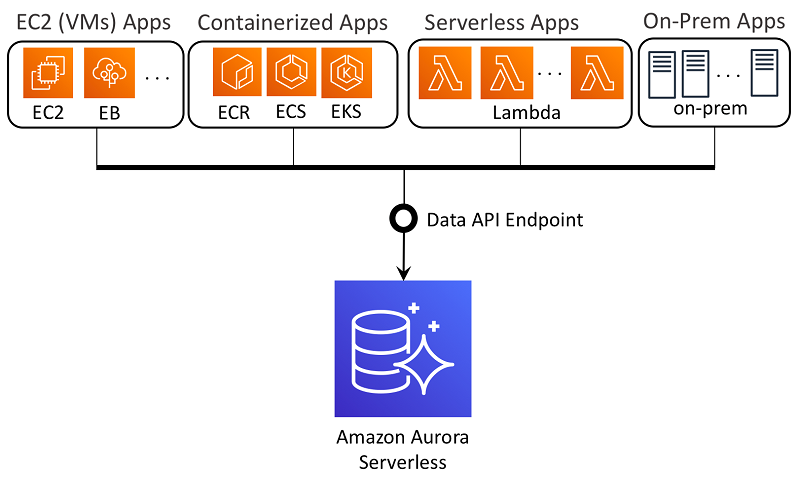 EC2 (VMs) Apps
Containerized Apps
Serverless Apps
On-Prem Apps
...
EC2
EB
K
ECR
ECS
EKS
...
Lambda
...
on-prem
Data API Endpoint
Amazon Aurora
Serverless